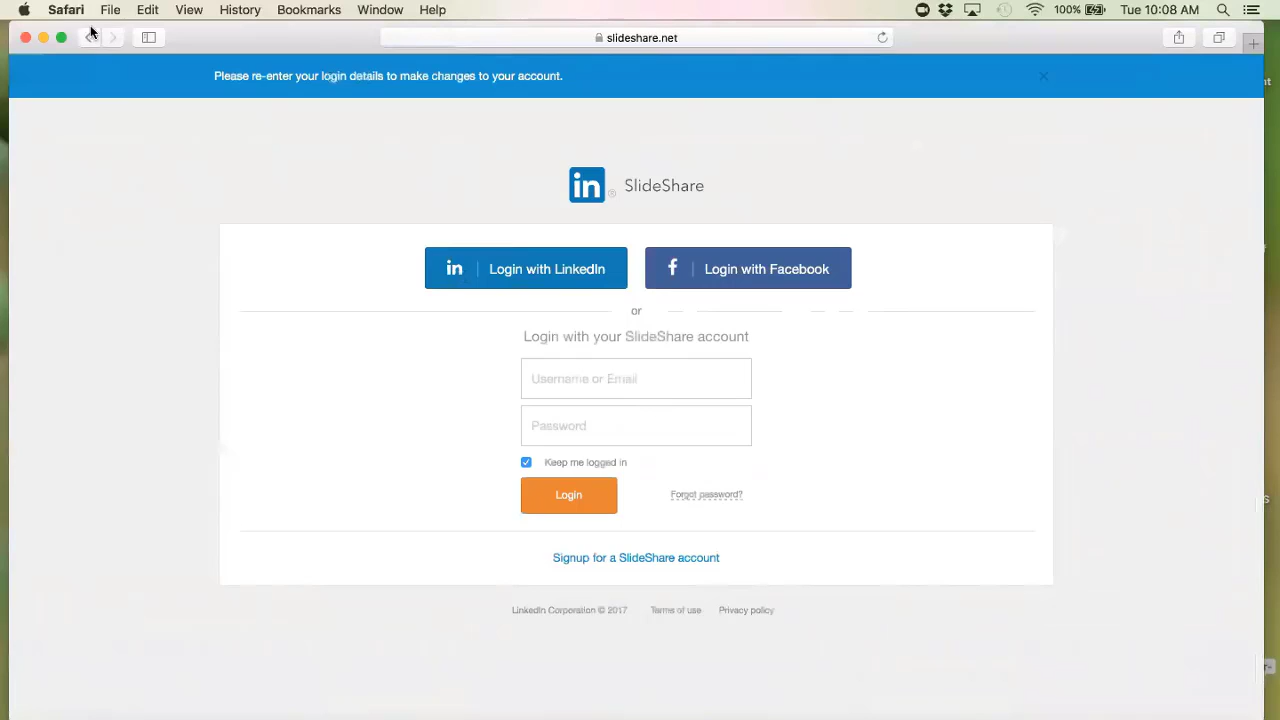 Safari File Edit View History Bookmarks Window Help 100% Tue 10:08 AM
slideshare.net
Please re-enter your login details to make changes to your account.
in SlideShare
in Login with LinkedIn f Login with Facebook
or
Login with your SlideShare account
Username or Email
Password
Keep me logged in
Login Forgot password?
Signup for a SlideShare account
LinkedIn Corporation © 2017 Terms of use Privacy policy